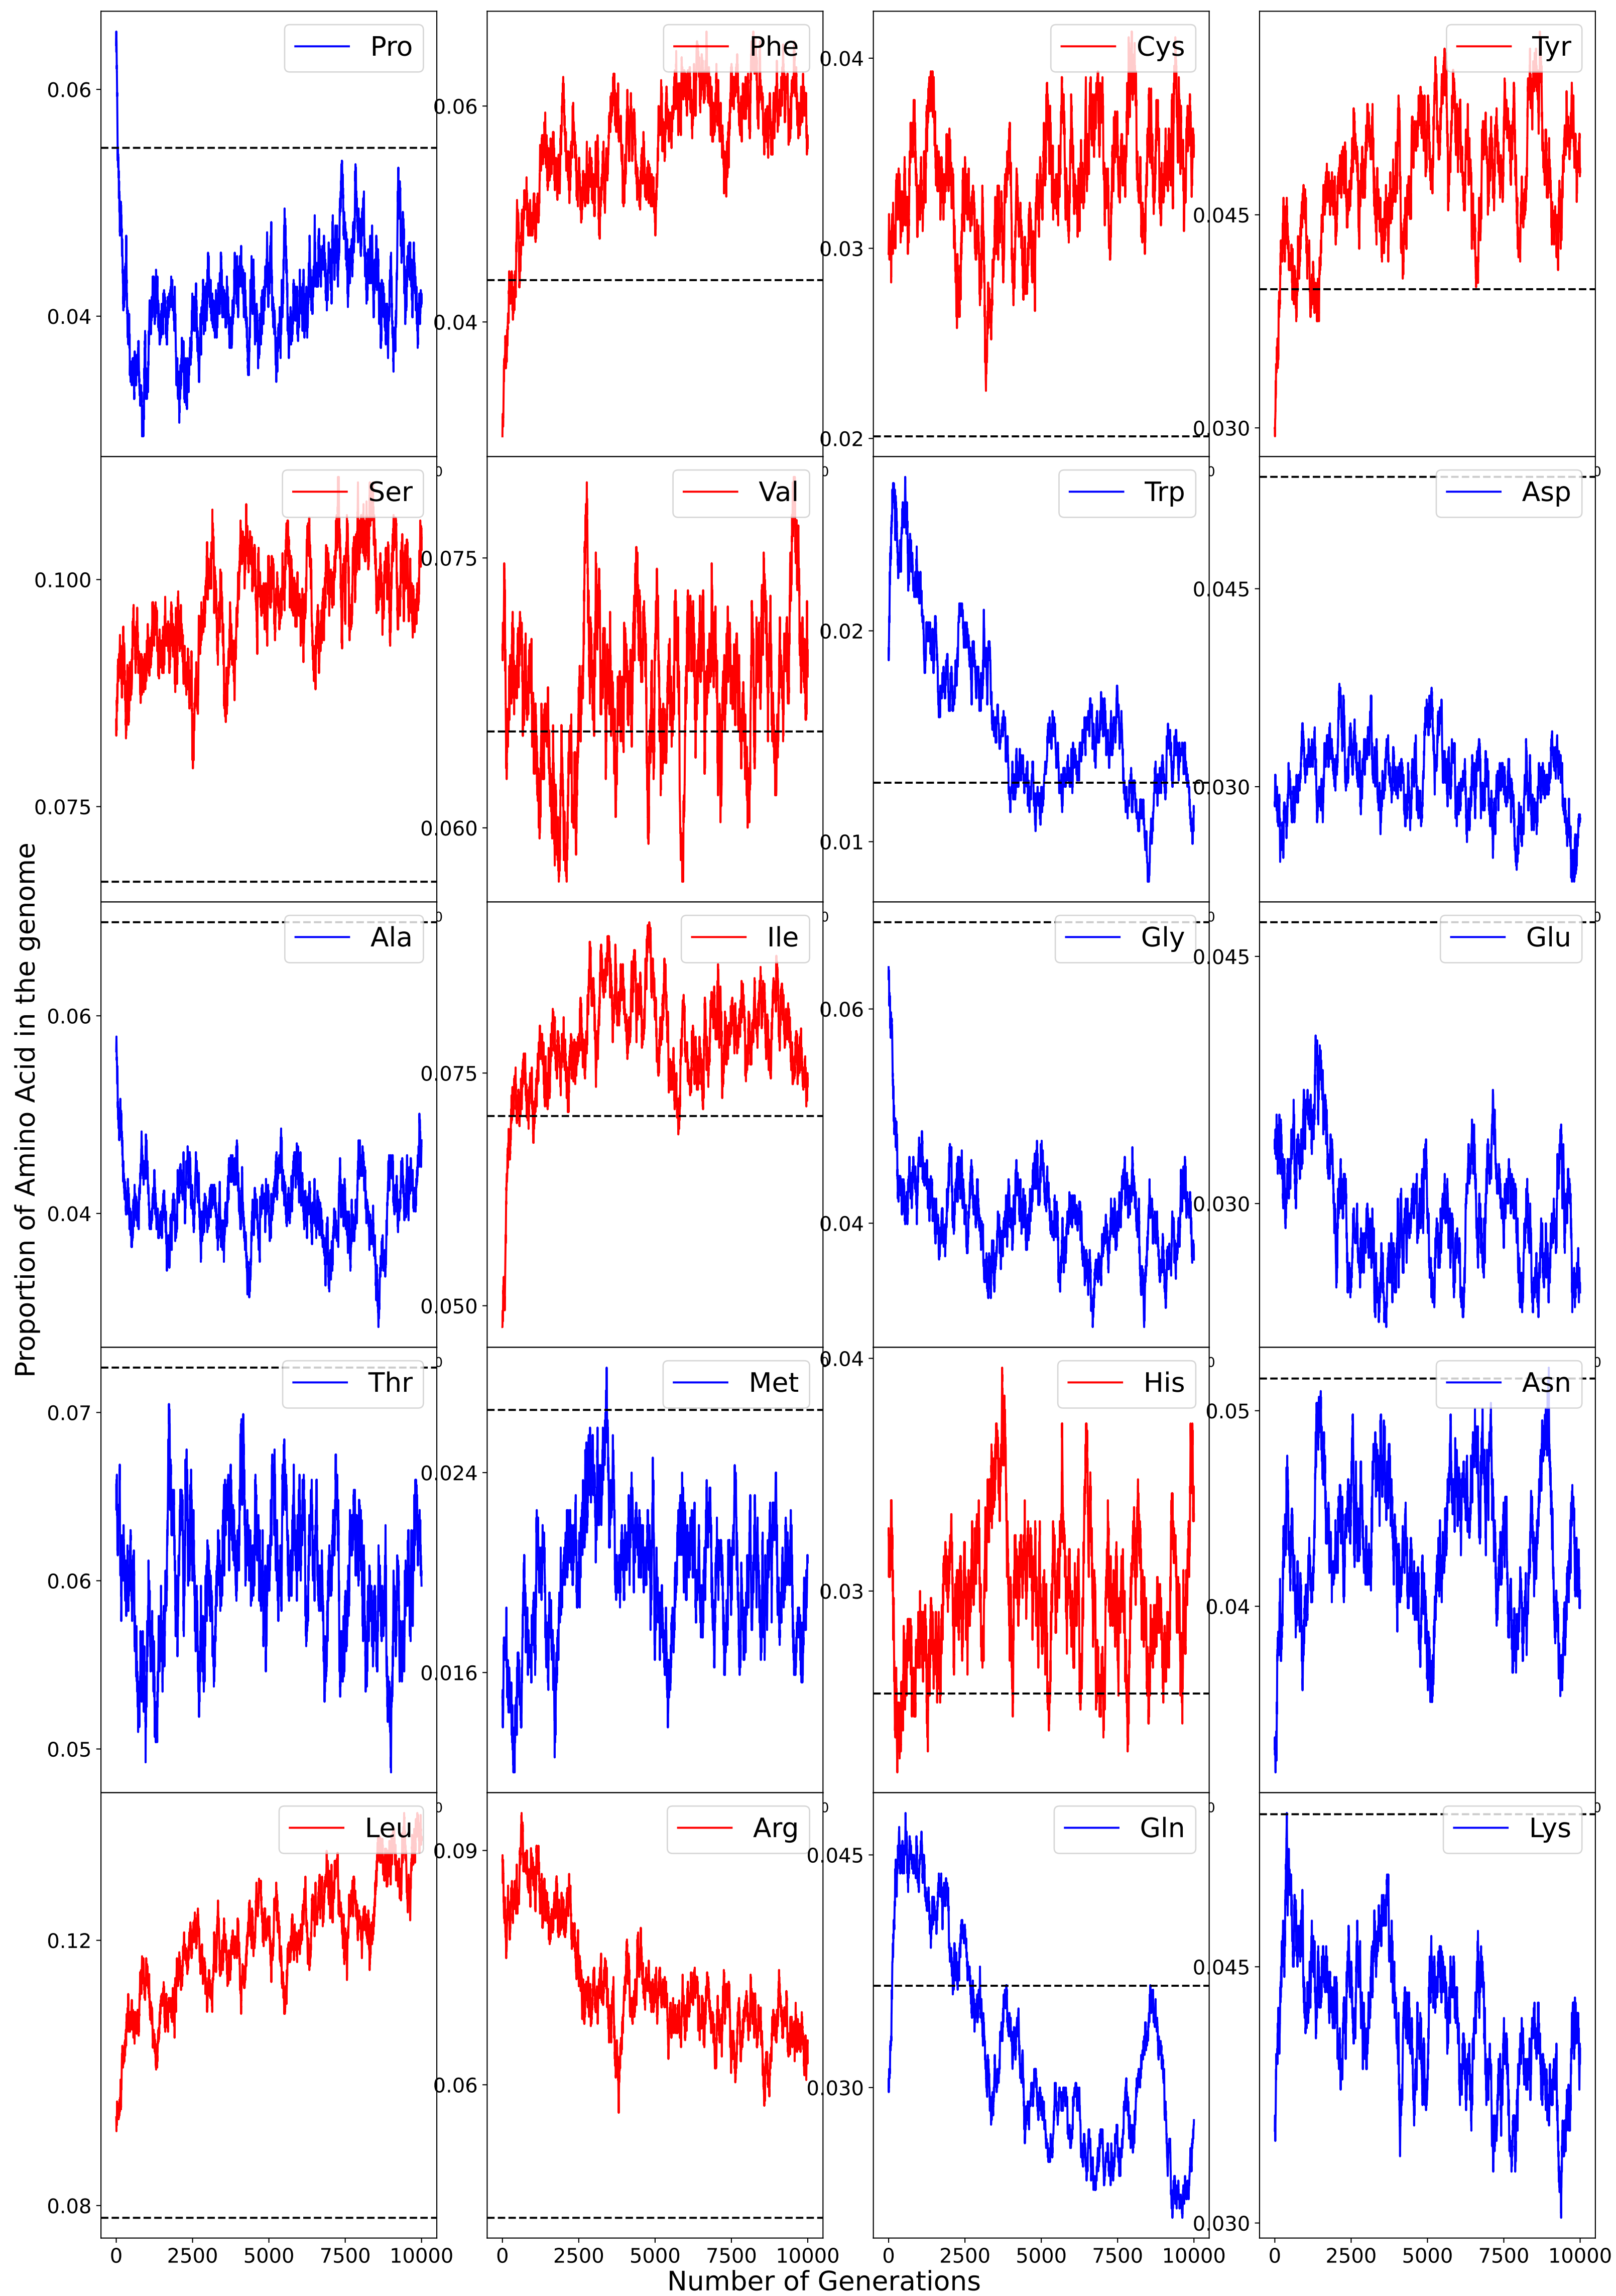 Pro
0.06
0.04
Phe
0.06
0.04
Cys
0.04
0.03
0.02
Tyr
0.045
0.030
Ser
0.100
0.075
Val
0.075
0.060
Trp
0.02
0.01
Asp
0.045
0.030
Ala
0.06
0.04
Ile
0.075
0.050
Gly
0.06
0.04
Glu
0.045
0.030
Thr
0.07
0.06
0.05
Met
0.024
0.016
His
0.04
0.03
Asn
0.05
0.04
Leu
0.12
0.08
Arg
0.09
0.06
Gln
0.045
0.030
Lys
0.045
0.030
0 2500 5000 7500 10000
0 2500 5000 7500 10000
0 2500 5000 7500 10000
0 2500 5000 7500 10000
Number of Generations
Proportion of Amino Acid in the genome